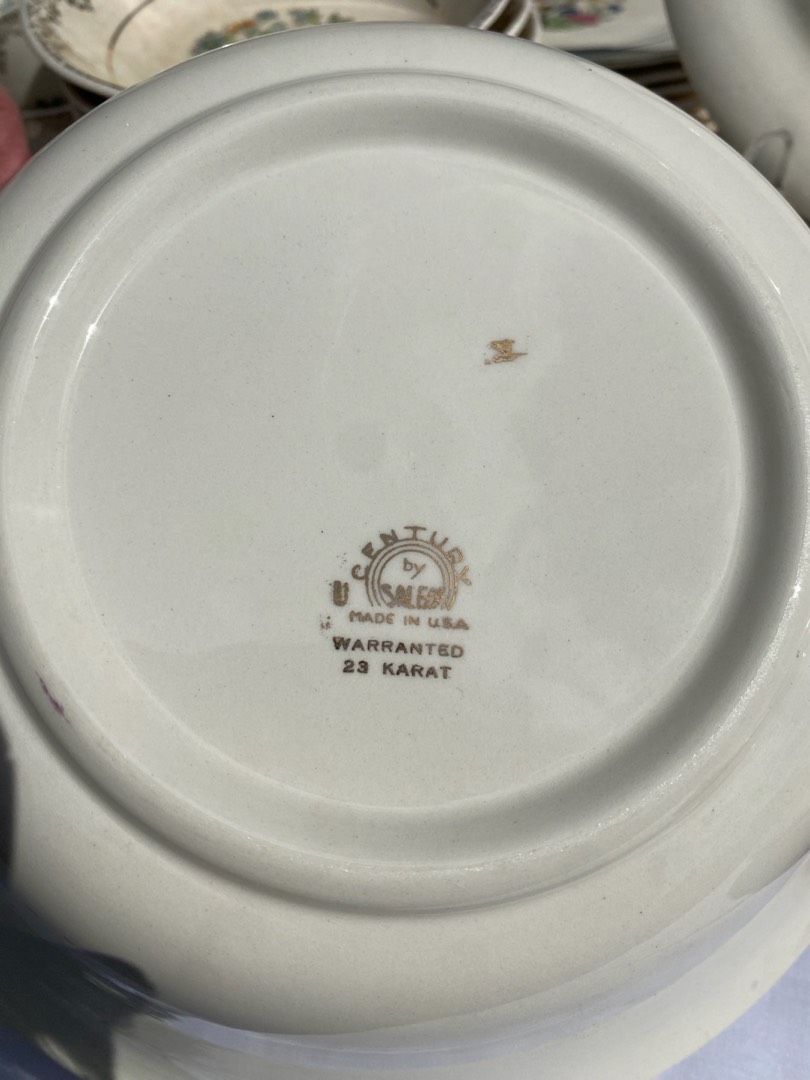 CENTURY
by
SALEM
U
MADE IN U.S.A.
WARRANTED
23 KARAT